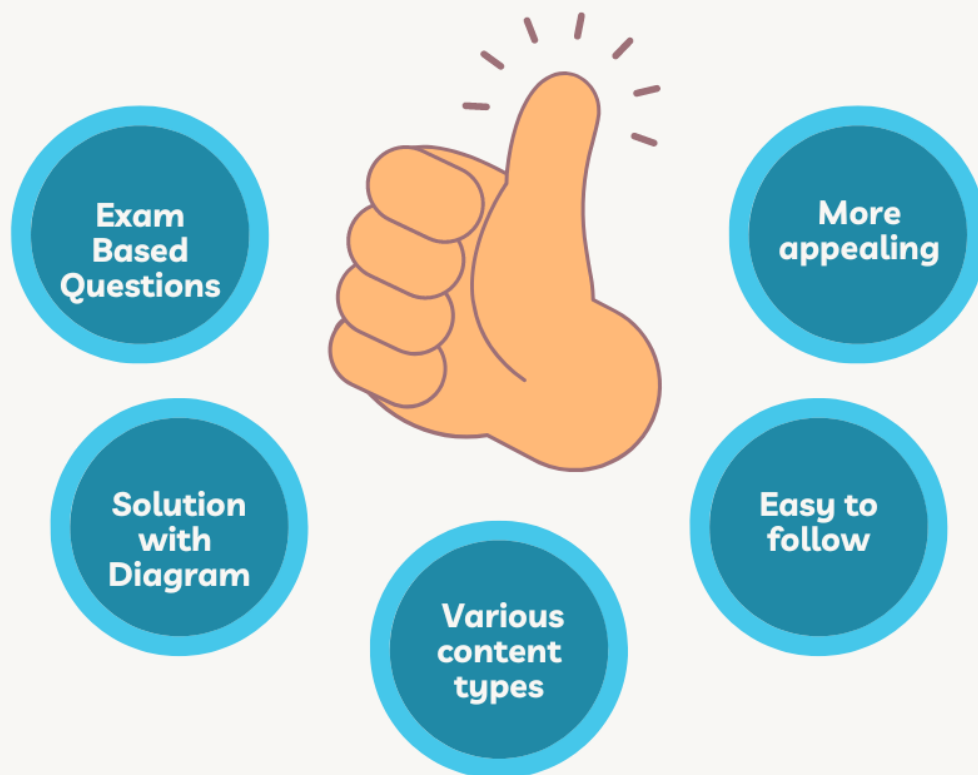 Exam
Based
Questions
More
appealing
Solution
with
Diagram
Easy to
follow
Various
content
types